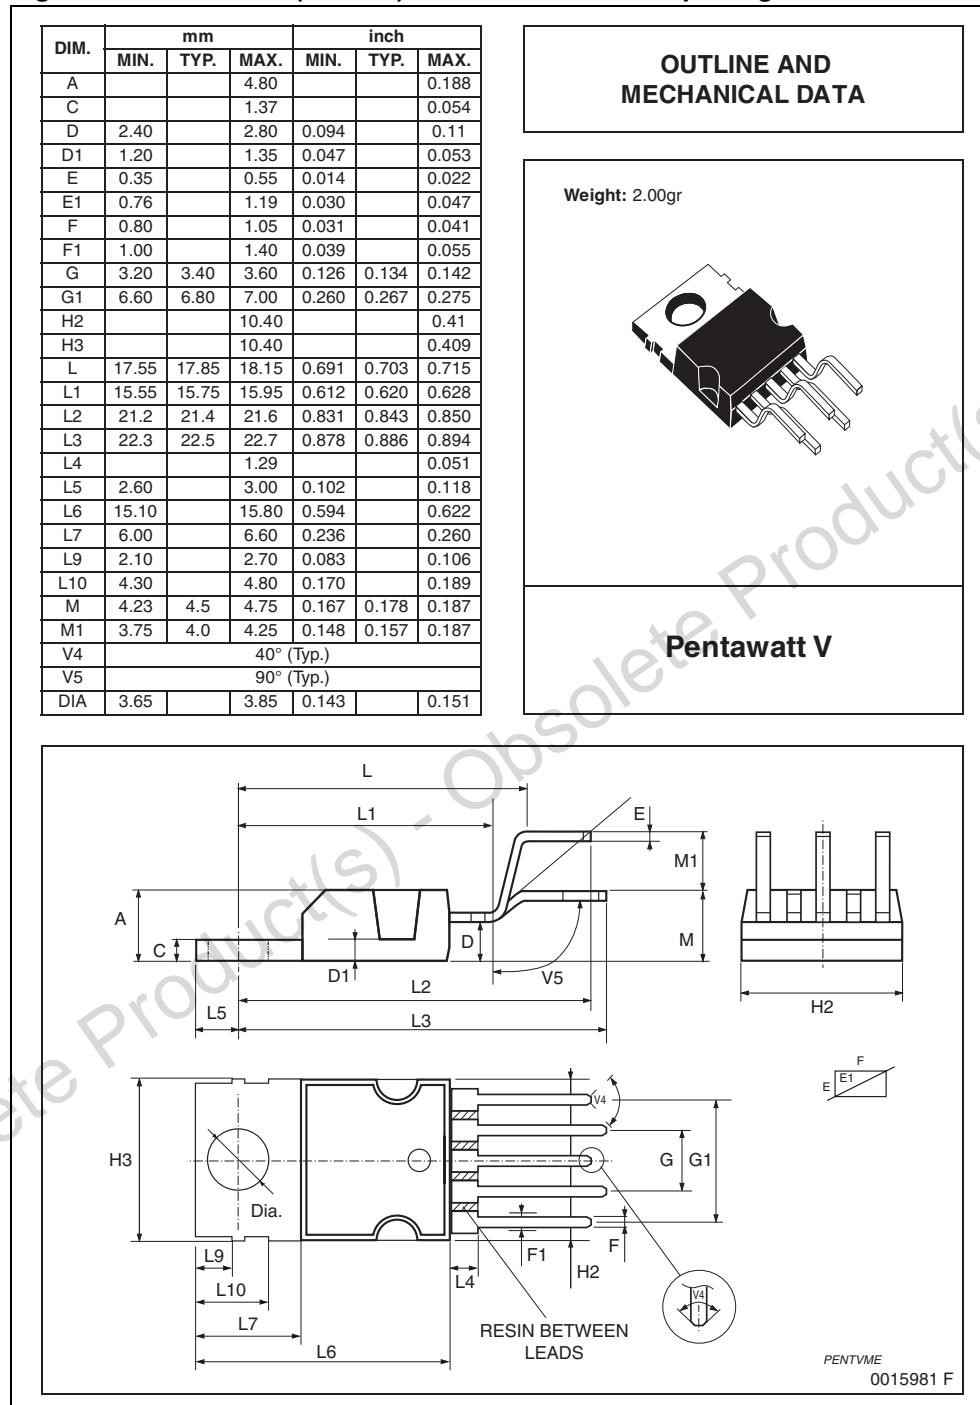 DIM. mm inch
MIN. TYP. MAX. MIN. TYP. MAX.
A 4.80 0.188
C 1.37 0.054
D 2.40 2.80 0.094 0.11
D1 1.20 1.35 0.047 0.053
E 0.35 0.55 0.014 0.022
E1 0.76 1.19 0.030 0.047
F 0.80 1.05 0.031 0.041
F1 1.00 1.40 0.039 0.055
G 3.20 3.40 3.60 0.126 0.134 0.142
G1 6.60 6.80 7.00 0.260 0.267 0.275
H2 10.40 0.41
H3 10.40 0.409
L 17.55 17.85 18.15 0.691 0.703 0.715
L1 15.55 15.75 15.95 0.612 0.620 0.628
L2 21.2 21.4 21.6 0.831 0.843 0.850
L3 22.3 22.5 22.7 0.878 0.886 0.894
L4 1.29 0.051
L5 2.60 3.00 0.102 0.118
L6 15.10 15.80 0.594 0.622
L7 6.00 6.60 0.236 0.260
L9 2.10 2.70 0.083 0.106
L10 4.30 4.80 0.170 0.189
M 4.23 4.5 4.75 0.167 0.178 0.187
M1 3.75 4.0 4.25 0.148 0.157 0.187
V4 40° (Typ.)
V5 90° (Typ.)
DIA 3.65 3.85 0.143 0.151
OUTLINE AND
MECHANICAL DATA
Weight: 2.00gr
Pentawatt V
L
L1
E
M1
A
C
D
M
D1
V5
L2
H2
L5
L3
F
E E1
V4
H3
G G1
Dia.
L9
F1
F
L4
H2
L10
V4
L7
RESIN BETWEEN
LEADS
L6
PENTVME
0015981 F
Product(s) - Obsolete Product(s